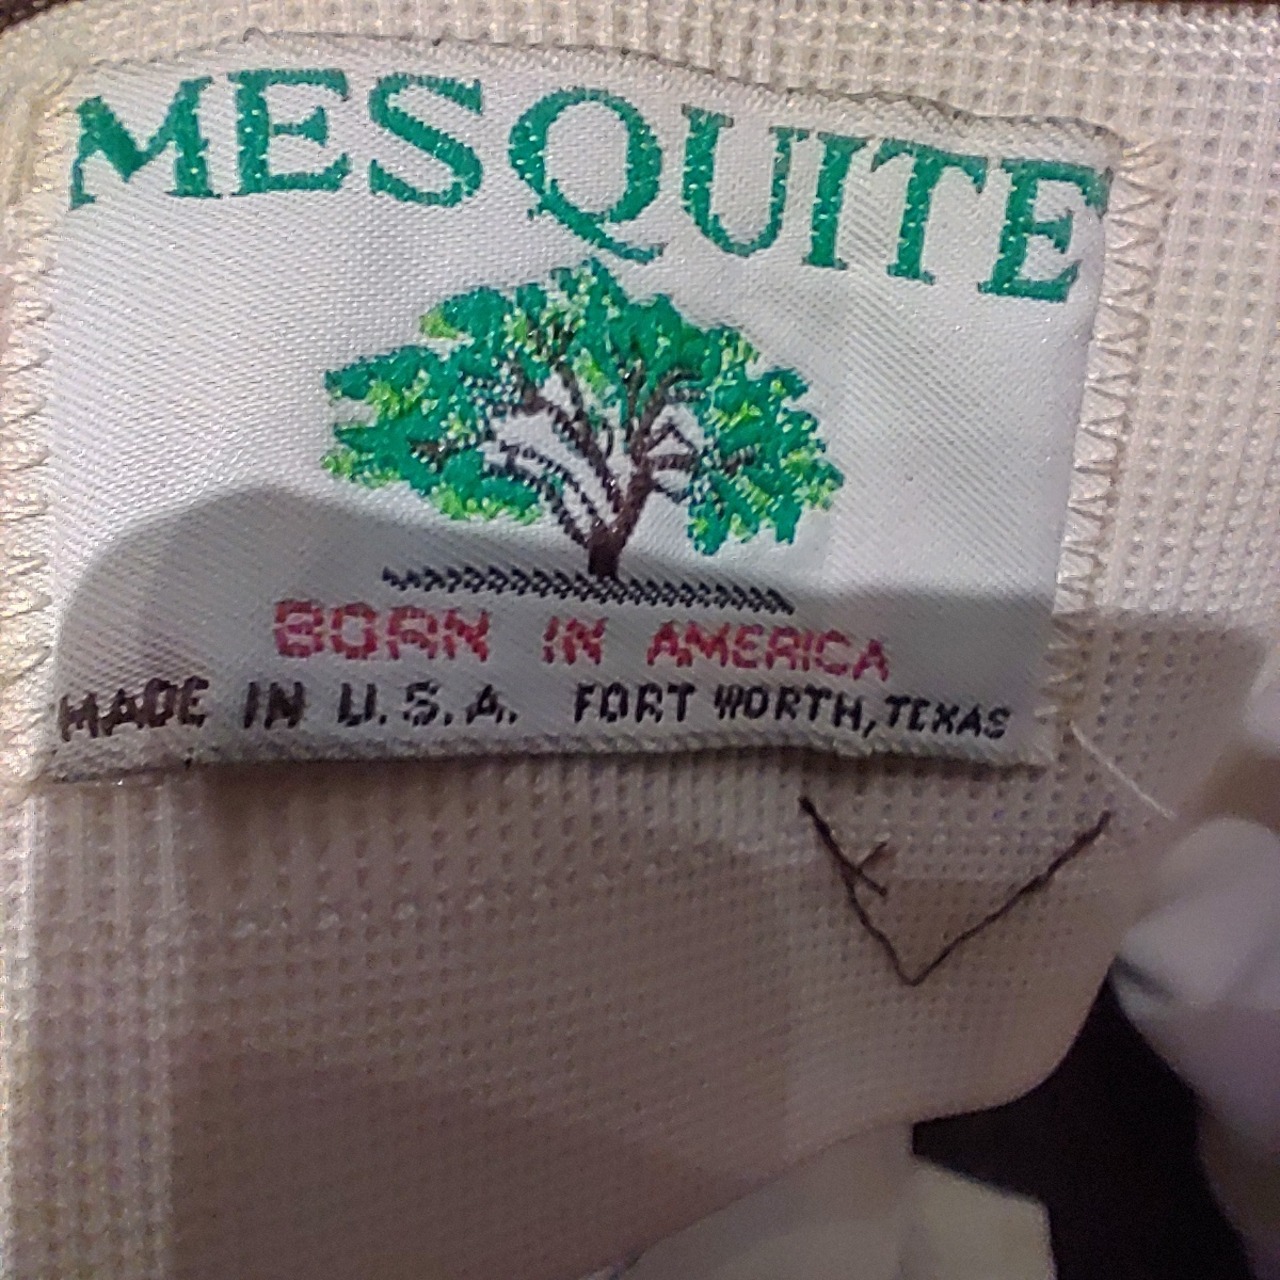 MESQUITE
BORN IN AMERICA
MADE IN U.S.A. FORT WORTH, TEXAS